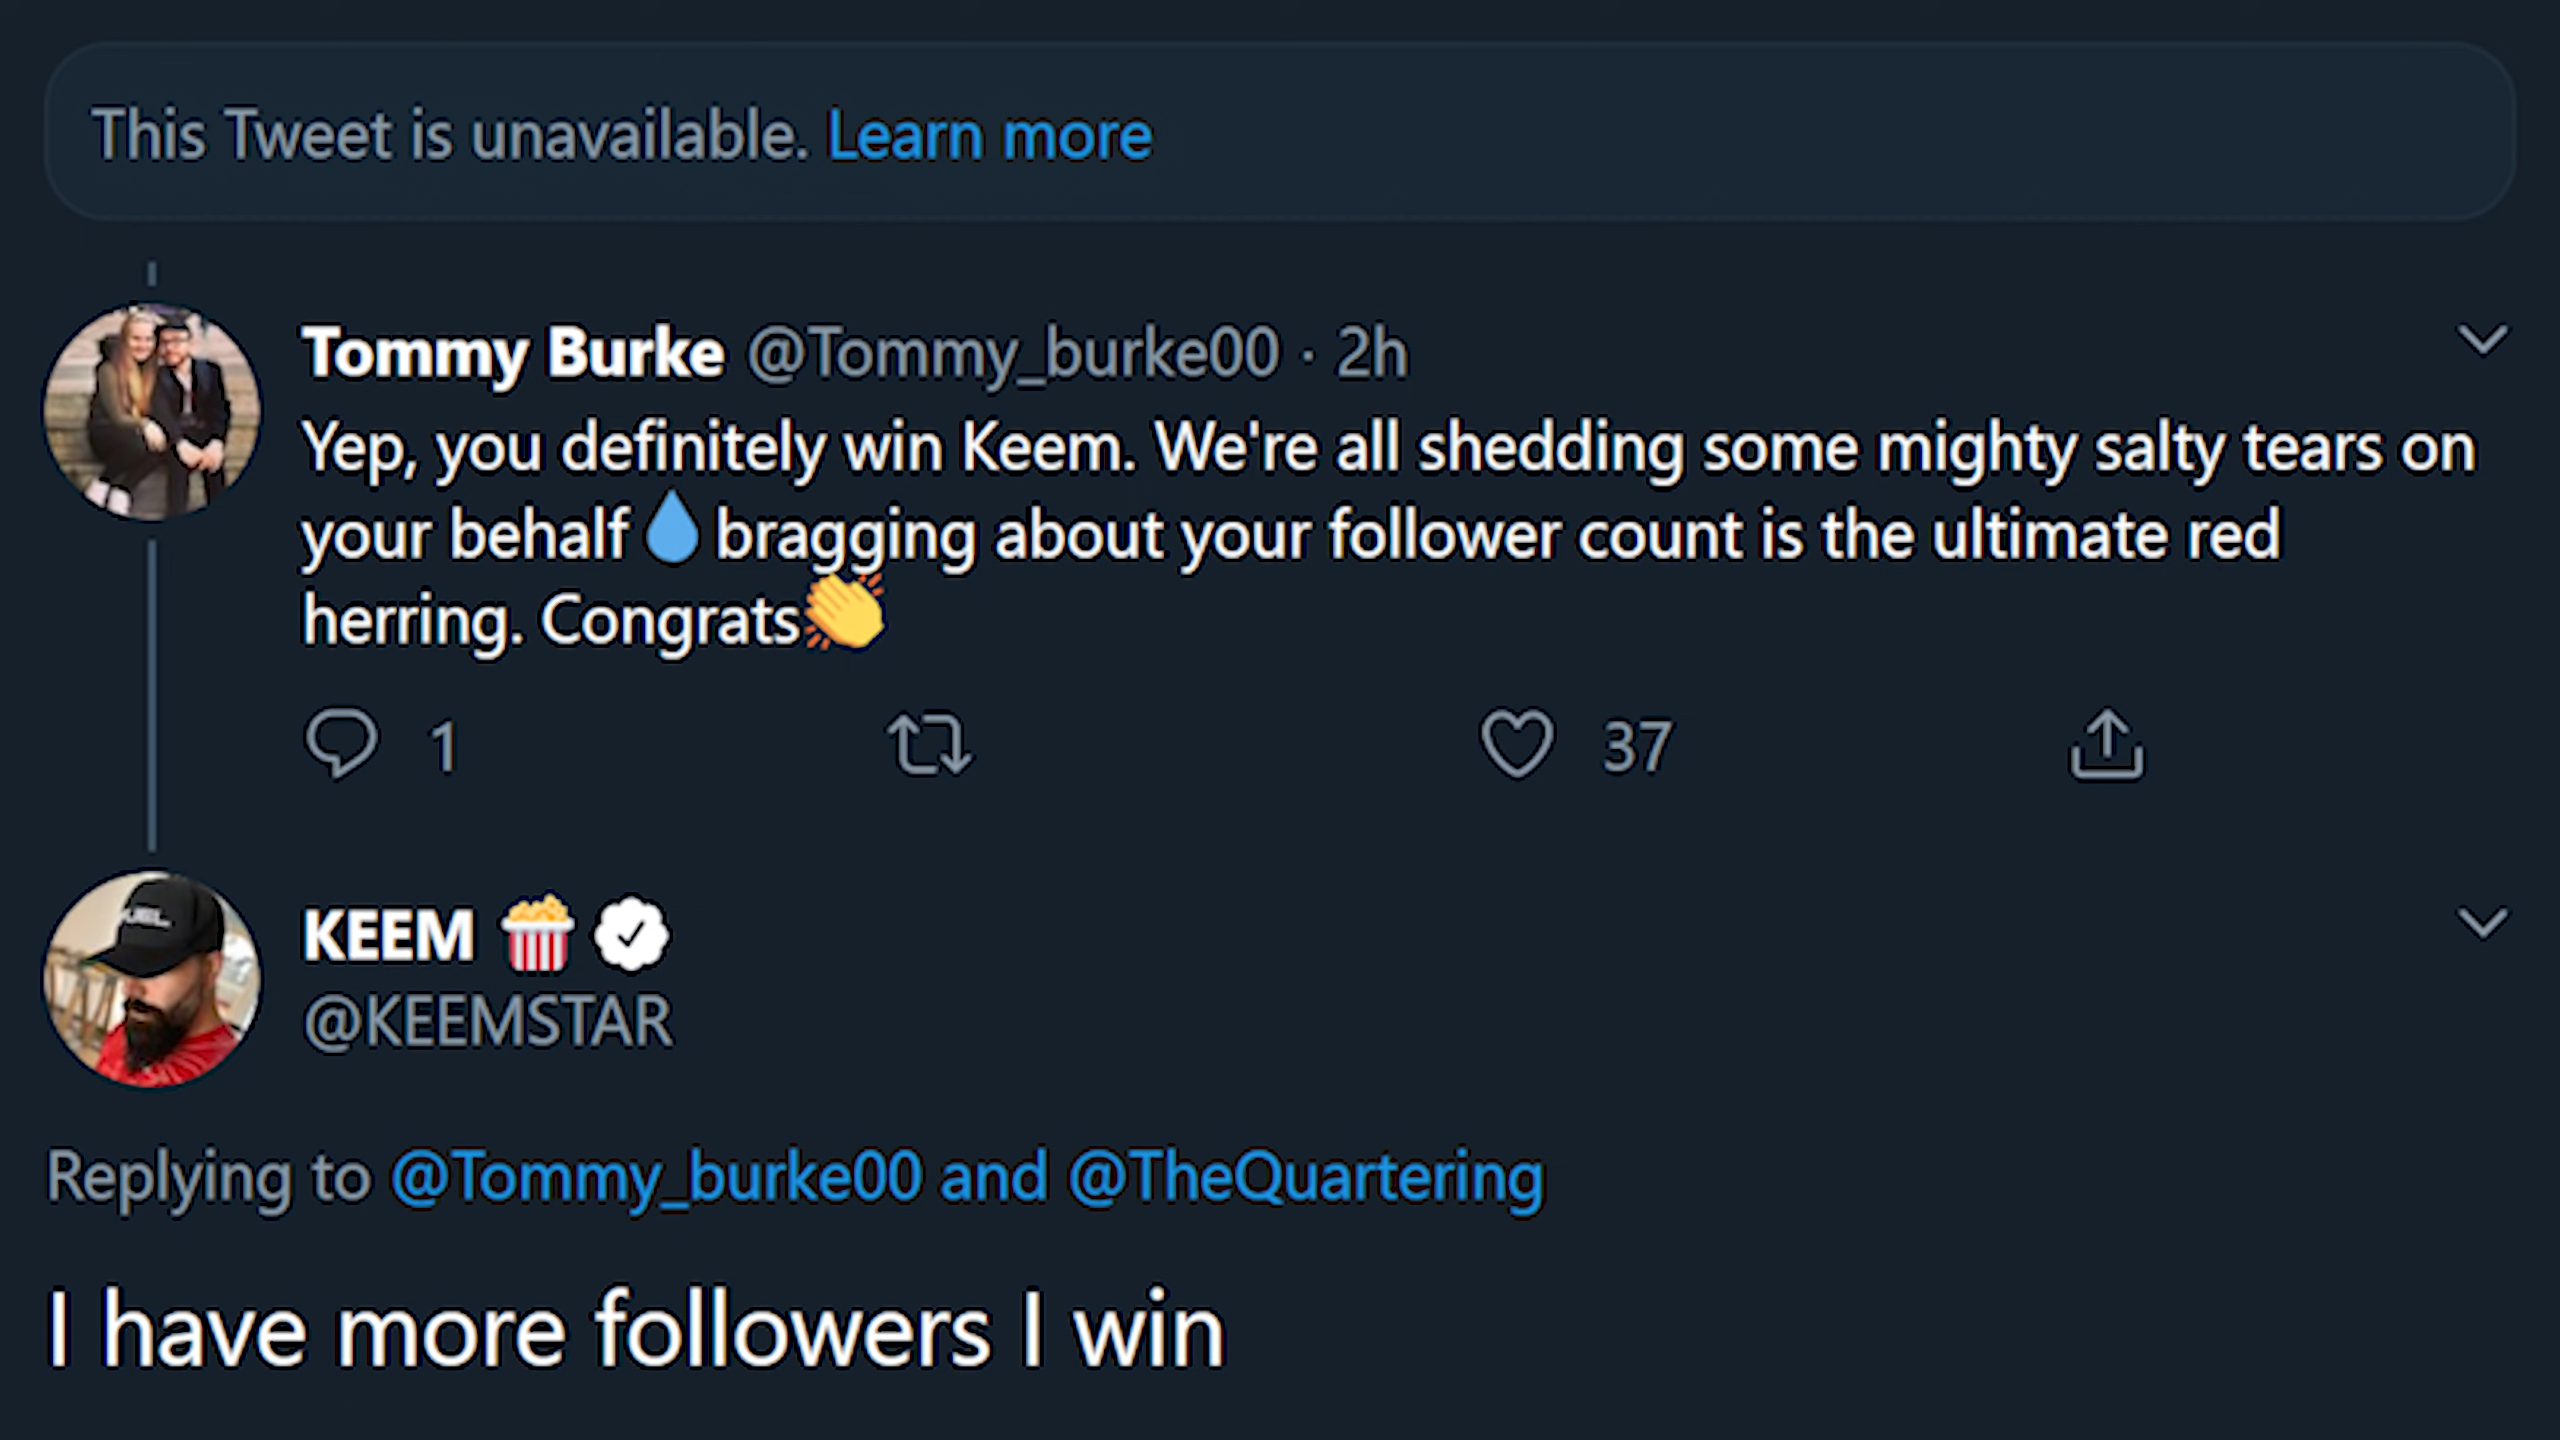 This Tweet is unavailable. Learn more
Tommy Burke @Tommy_burke00 · 2h
Yep, you definitely win Keem. We're all shedding some mighty salty tears on
your behalf💧bragging about your follower count is the ultimate red
herring. Congrats👏
1 37
KEEM 🍿
@KEEMSTAR
Replying to @Tommy_burke00 and @TheQuartering
I have more followers I win